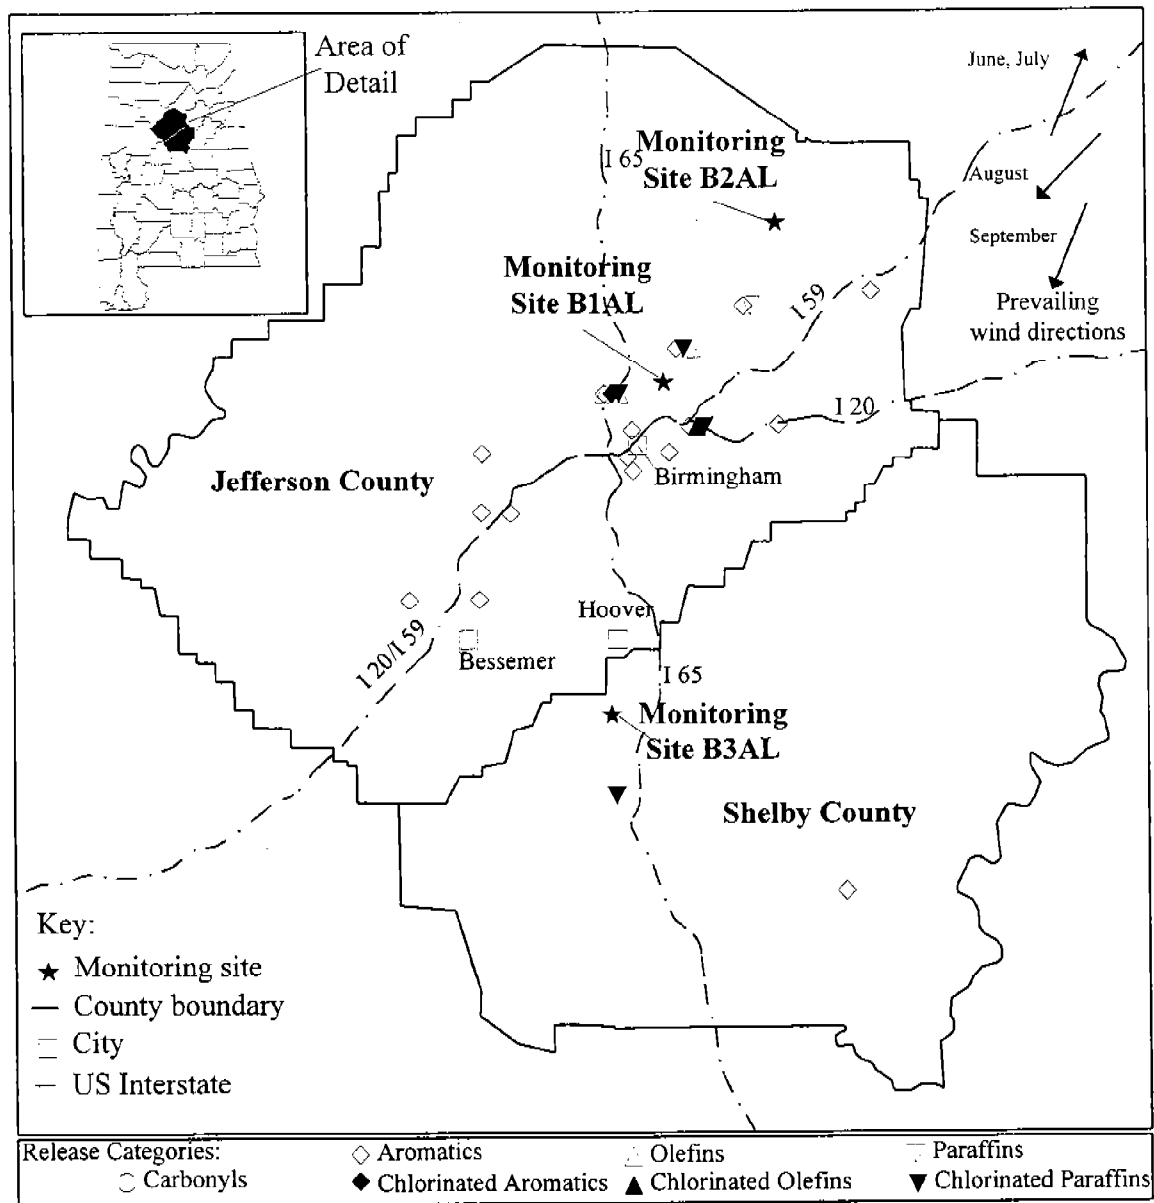 Area of
Detail
June, July
August
September
Prevailing
wind directions
Monitoring
Site B2AL
I 65
Monitoring
Site B1AL
I 59
I 20
Birmingham
Jefferson County
Hoover
I 20/I 59
Bessemer
I 65
Monitoring
Site B3AL
Shelby County
Key:
Monitoring site
County boundary
City
US Interstate
Release Categories:
Aromatics
Olefins
Paraffins
Carbonyls
Chlorinated Aromatics
Chlorinated Olefins
Chlorinated Paraffins